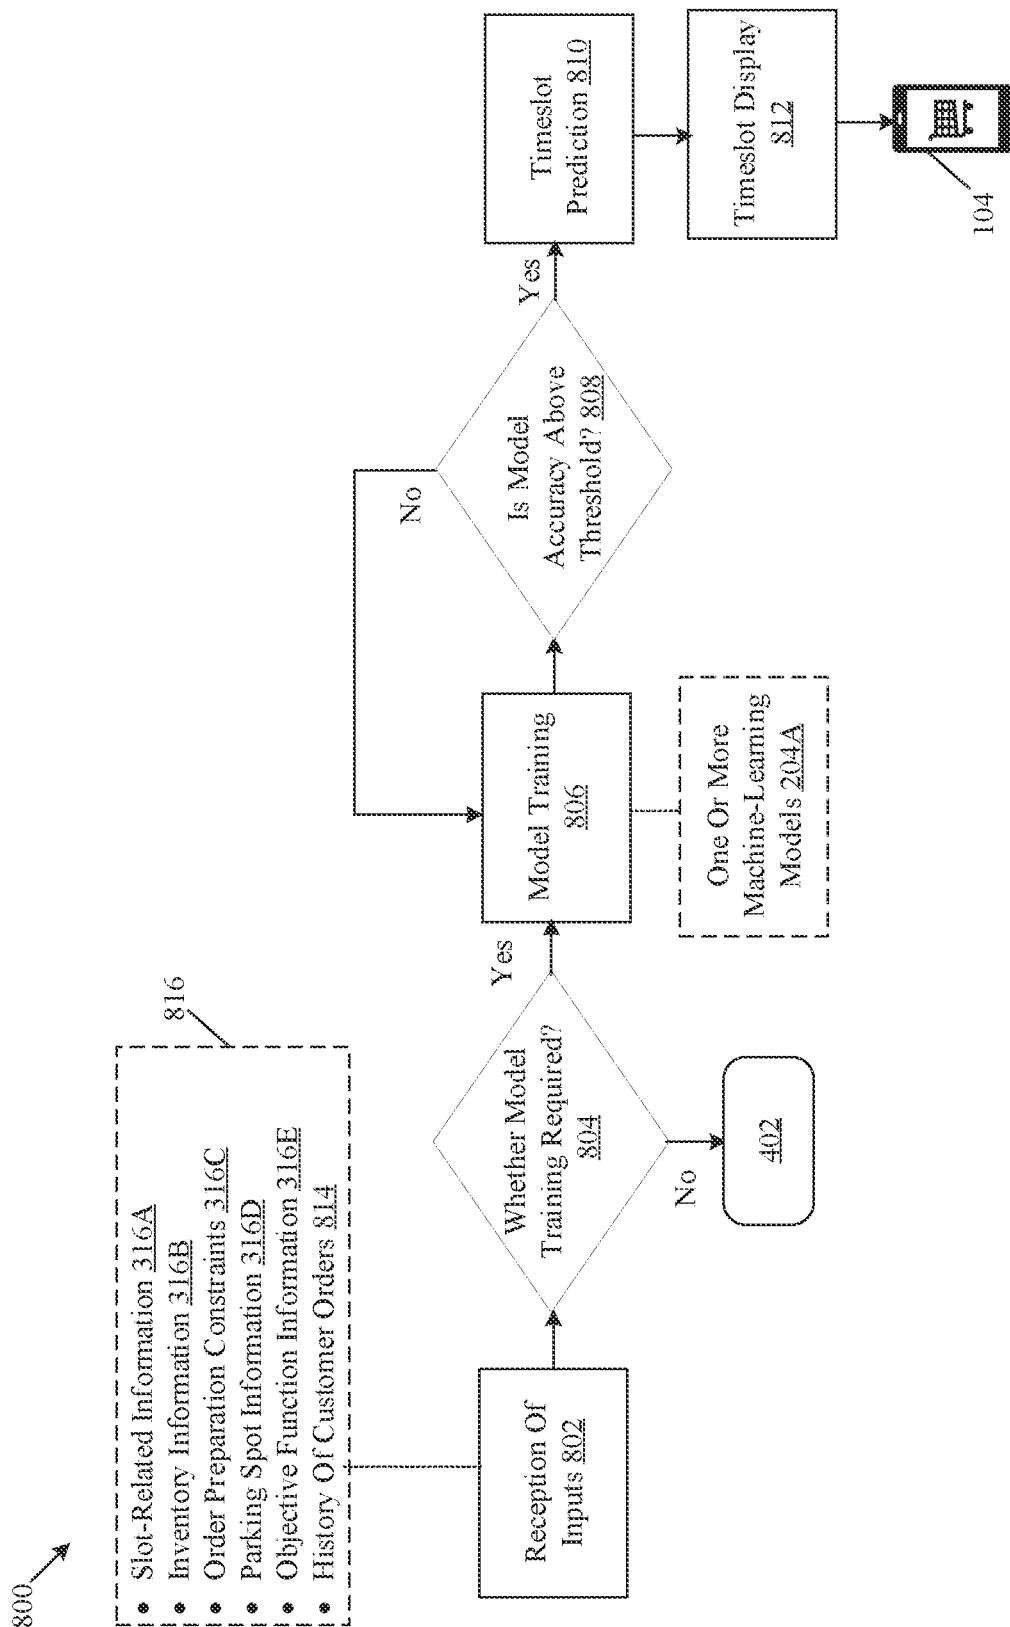 800
816
• Slot-Related Information 316A
• Inventory Information 316B
• Order Preparation Constraints 316C
• Parking Spot Information 316D
• Objective Function Information 316E
• History Of Customer Orders 814
Reception Of
Inputs 802
Whether Model
Training Required?
804
No
402
Yes
Model Training
806
One Or More
Machine-Learning
Models 204A
Is Model
Accuracy Above
Threshold? 808
No
Yes
Timeslot
Prediction 810
Timeslot Display
812
104